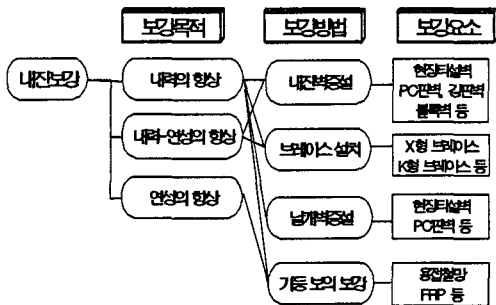 보강목적
보강방법
보강요소
내진보강
내력의 향상
내력-연성의 향상
연성의 향상
내진벽증설
브레이스 설치
날개벽증설
기둥 보의 보강
현장타설벽
PC판벽, 강판벽
블록벽 등
X형 브레이스
K형 브레이스 등
현장타설벽
PC판벽 등
용접철망
FRP 등